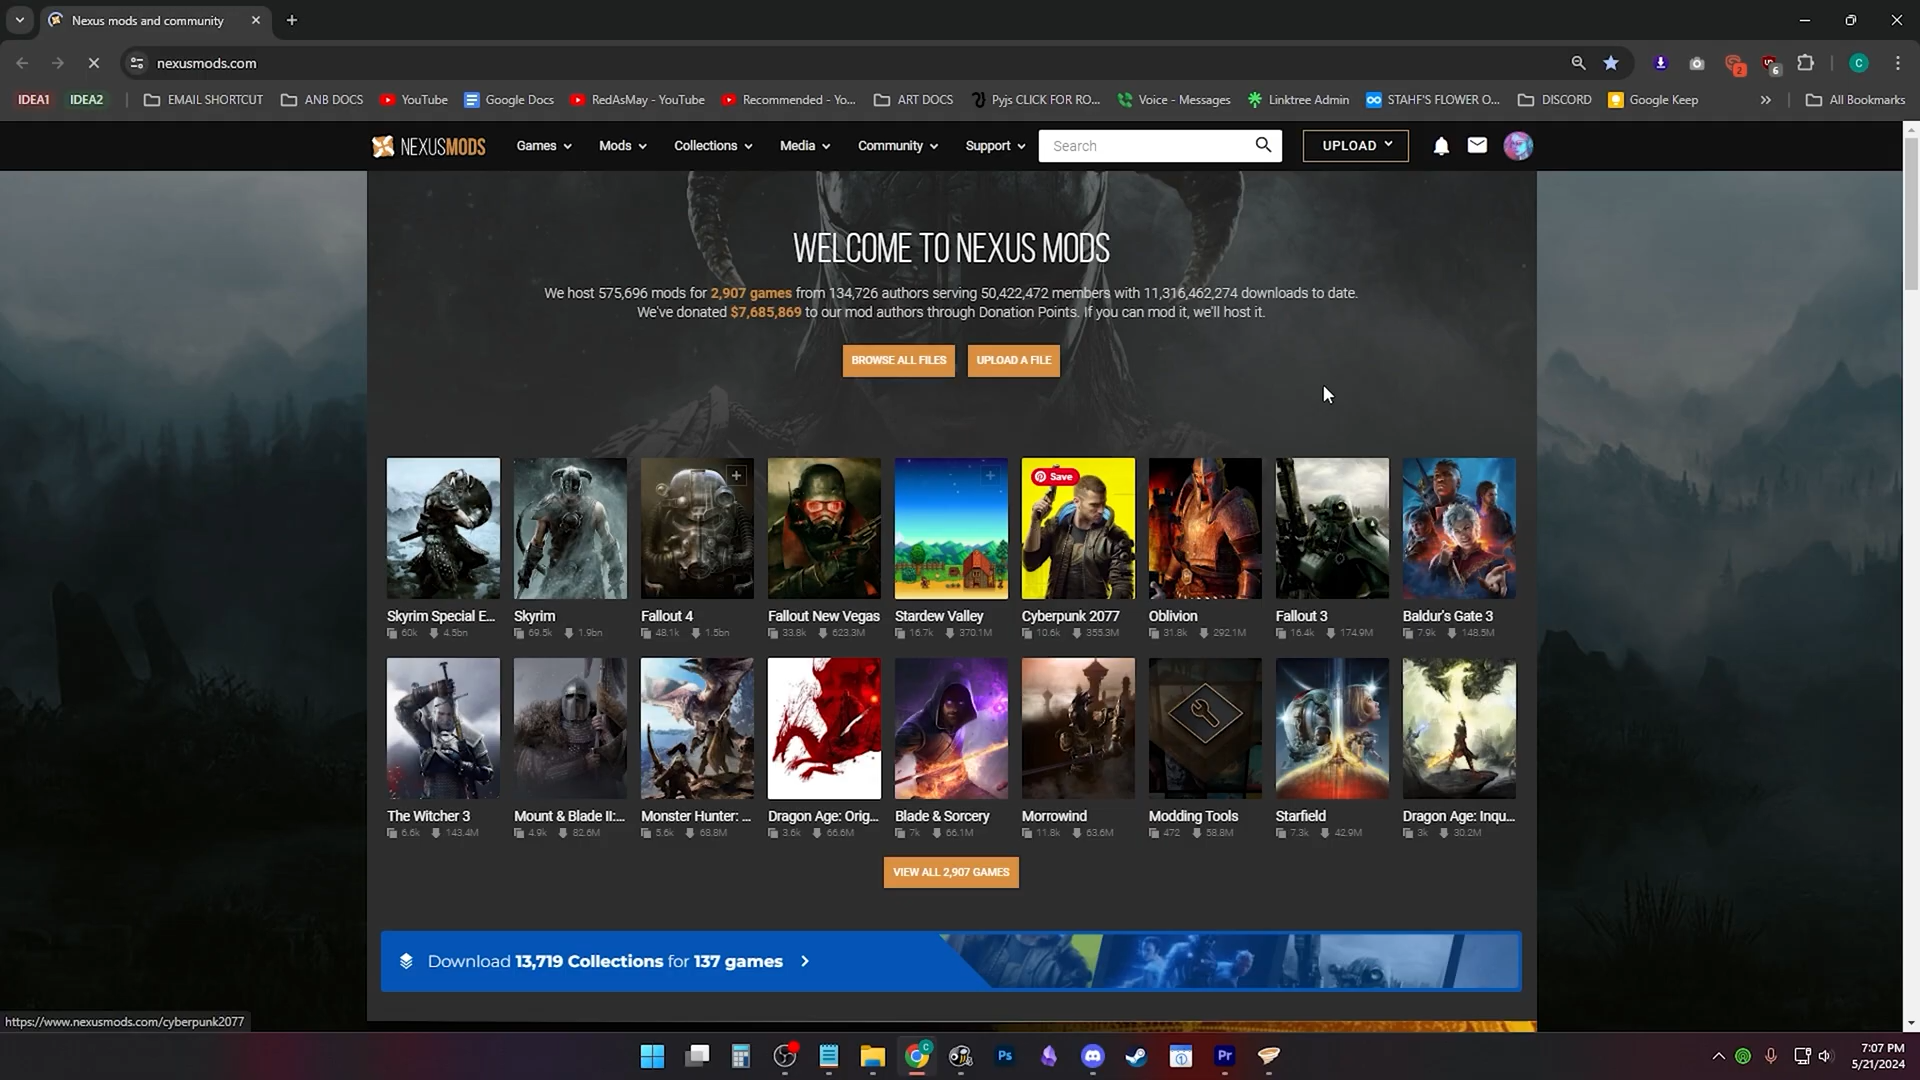 Nexus mods and community
nexusmods.com
2
6
C
IDEA1 IDEA2 EMAIL SHORTCUT ANB DOCS YouTube Google Docs RedAsMay - YouTube Recommended - Yo... ART DOCS Pyjs CLICK FOR RO... Voice - Messages Linktree Admin STAHF'S FLOWER O... DISCORD Google Keep » All Bookmarks
NEXUSMODS Games Mods Collections Media Community Support Search UPLOAD
WELCOME TO NEXUS MODS
We host 575,696 mods for 2,907 games from 134,726 authors serving 50,422,472 members with 11,316,462,274 downloads to date.
We've donated $7,685,869 to our mod authors through Donation Points. If you can mod it, we'll host it.
BROWSE ALL FILES UPLOAD A FILE
Save
Skyrim Special E... Skyrim Fallout 4 Fallout New Vegas Stardew Valley Cyberpunk 2077 Oblivion Fallout 3 Baldur's Gate 3
60k 4.5bn 69.5k 1.9bn 48.1k 1.5bn 33.8k 623.3M 16.7k 370.1M 10.6k 355.3M 31.8k 292.1M 16.4k 174.9M 7.9k 148.5M
The Witcher 3 Mount & Blade II:... Monster Hunter: ... Dragon Age: Orig... Blade & Sorcery Morrowind Modding Tools Starfield Dragon Age: Inqu...
6.6k 143.4M 4.9k 82.6M 5.6k 68.8M 3.6k 66.6M 7k 66.1M 11.8k 63.6M 472 58.8M 7.3k 42.9M 3k 30.2M
VIEW ALL 2,907 GAMES
Download 13,719 Collections for 137 games
https://www.nexusmods.com/cyberpunk2077
C Ps Pr
7:07 PM
5/21/2024